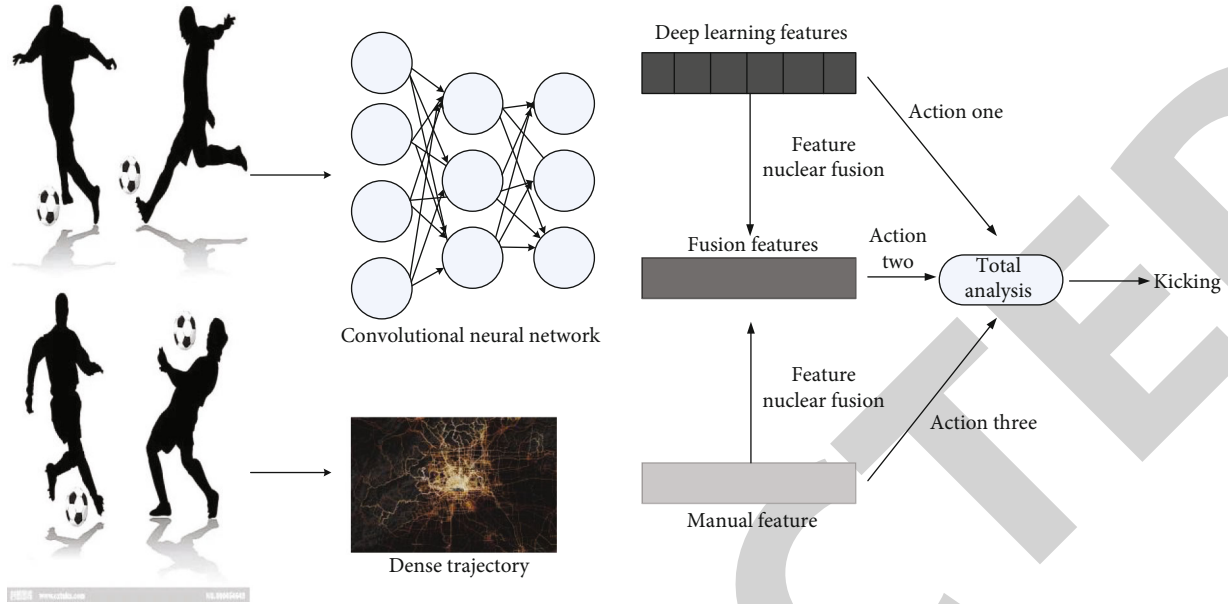 Deep learning features
Action one
Feature
nuclear fusion
Fusion features
Action
two
Total
analysis
Kicking
Convolutional neural network
Feature
nuclear fusion
Action three
Manual feature
Dense trajectory
CTED